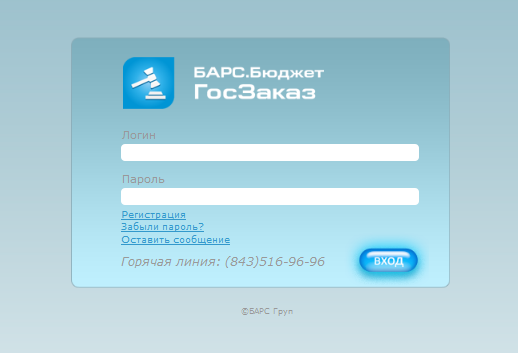 БАРС.Бюджет
ГосЗаказ
Логин
Пароль
Регистрация
Забыли пароль?
Оставить сообщение
Горячая линия: (843)516-96-96
ВХОД
©БАРС Груп